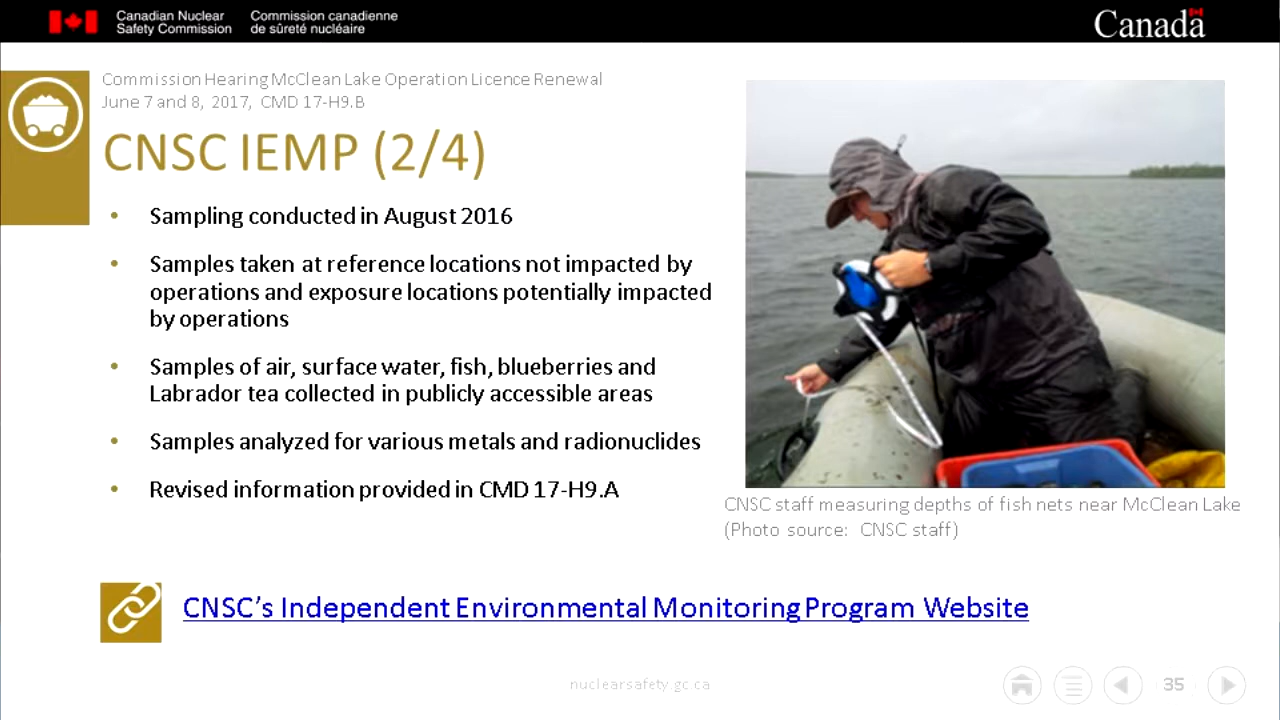 Canadian Nuclear
Safety Commission
Commission canadienne
de sûreté nucléaire
Canada
Commission Hearing McClean Lake Operation Licence Renewal
June 7 and 8, 2017, CMD 17-H9.B
CNSC IEMP (2/4)
• Sampling conducted in August 2016
• Samples taken at reference locations not impacted by
operations and exposure locations potentially impacted
by operations
• Samples of air, surface water, fish, blueberries and
Labrador tea collected in publicly accessible areas
• Samples analyzed for various metals and radionuclides
• Revised information provided in CMD 17-H9.A
CNSC staff measuring depths of fish nets near McClean Lake
(Photo source: CNSC staff)
CNSC's Independent Environmental Monitoring Program Website
nuclearsafety.gc.ca
35